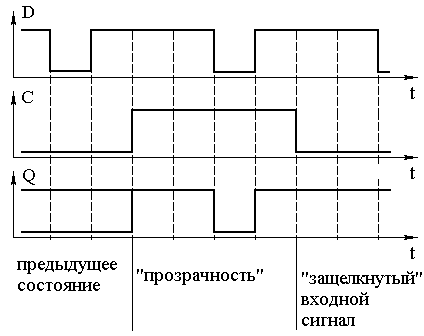 D
t
C
t
Q
t
предыдущее
состояние
"прозрачность"
"защелкнутый"
входной
сигнал